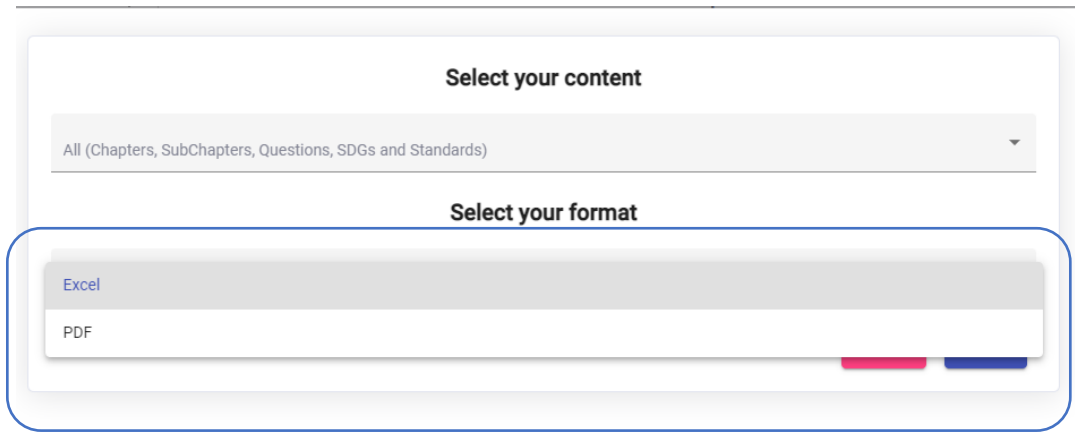 Select your content
All (Chapters, SubChapters, Questions, SDGs and Standards)
Select your format
Excel
PDF